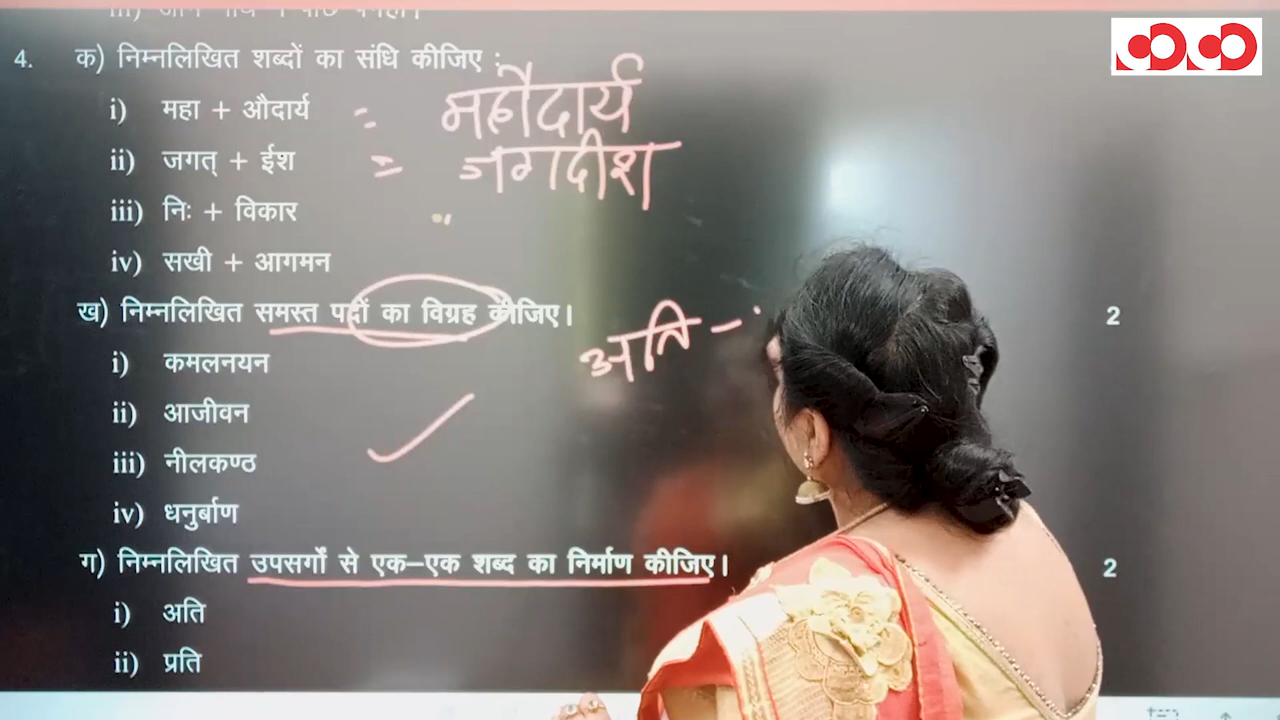 4. क) निम्नलिखित शब्दों का संधि कीजिए :
i) महा + औदार्य = महौदार्य
ii) जगत् + ईश = जगदीश
iii) निः + विकार
iv) सखी + आगमन
ख) निम्नलिखित समस्त पदों का विग्रह कीजिए। 2
i) कमलनयन
अति -
ii) आजीवन
iii) नीलकण्ठ
iv) धनुर्बाण
ग) निम्नलिखित उपसर्गों से एक–एक शब्द का निर्माण कीजिए। 2
i) अति
ii) प्रति